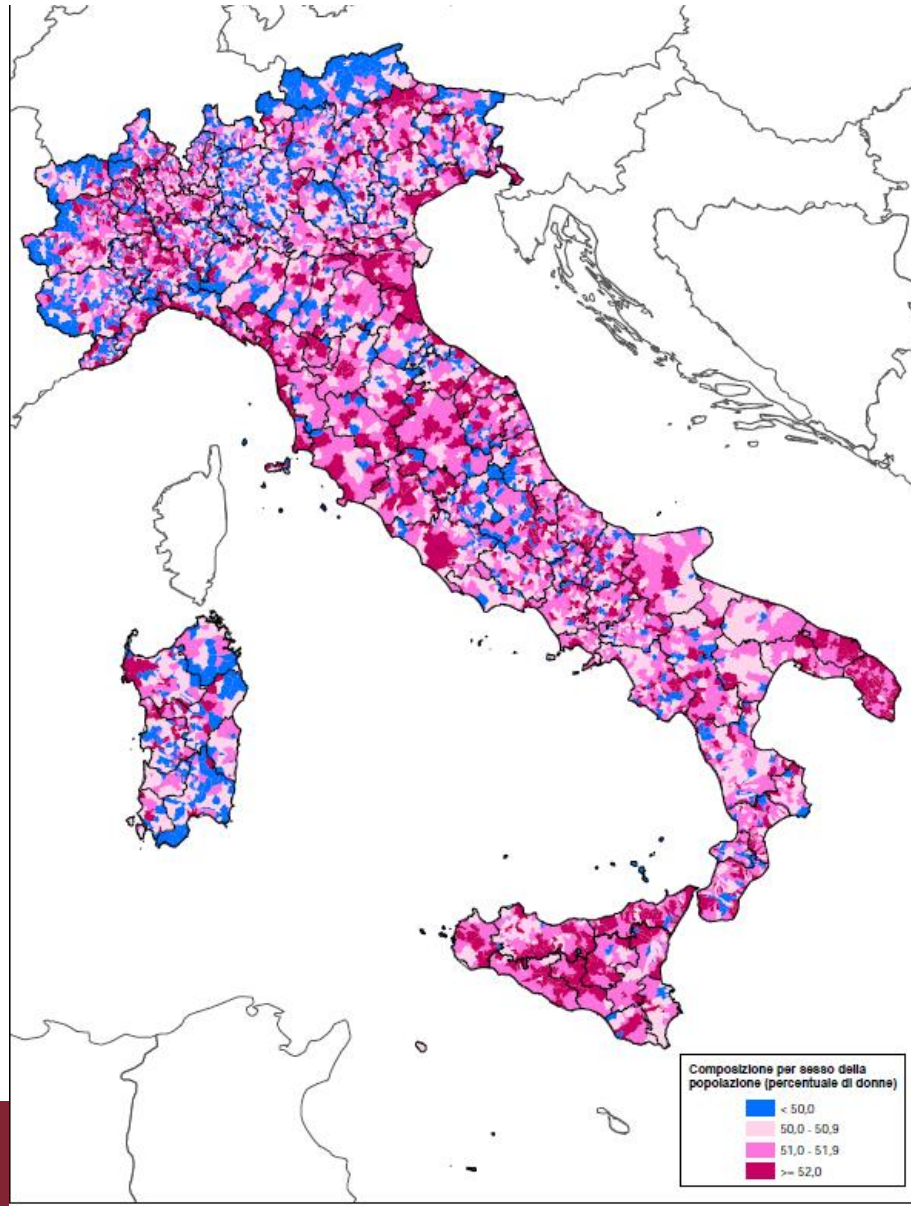 Composizione per sesso della
popolazione (percentuale di donne)
< 50,0
50,0 - 50,9
51,0 - 51,9
>= 52,0